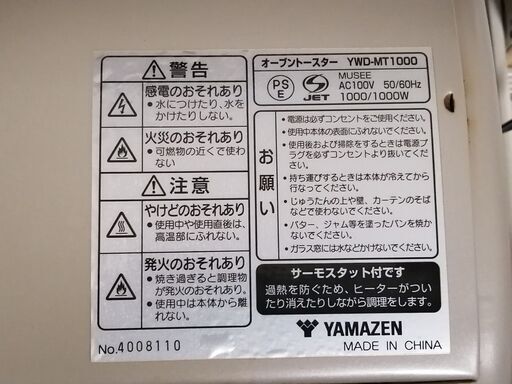 警告
感電のおそれあり
•水につけたり、水を
かけたりしない。
火災のおそれあり
•可燃物の近くで使わ
ない
注意
やけどのおそれあり
•使用中や使用直後は、
高温部にふれない。
発火のおそれあり
•焼き過ぎると調理物
が発火のおそれあり。
•使用中は本体から離
れない。
No.4008110
オーブントースター YWD-MT1000
PS
E
JET
MUSEE
AC100V 50/60Hz
1000/1000W
お願い
•電源は必ずコンセントをご使用ください。
•使用中本体の表面にふれないでください。
•使用後および掃除をするときは電源プ
ラグを必ずコンセントより抜いてくだ
さい。
•持ち運びするときは本体が冷えてから
行なってください。
•じゅうたんの上や壁、カーテンのそば
などで使わないでください。
•バター、ジャム等を塗ったパンを焼か
ないでください。
•ガラス窓には水などかけないでください。
サーモスタット付です
過熱を防ぐため、ヒーターがつい
たり消えたりしながら調理をします。
YAMAZEN
MADE IN CHINA